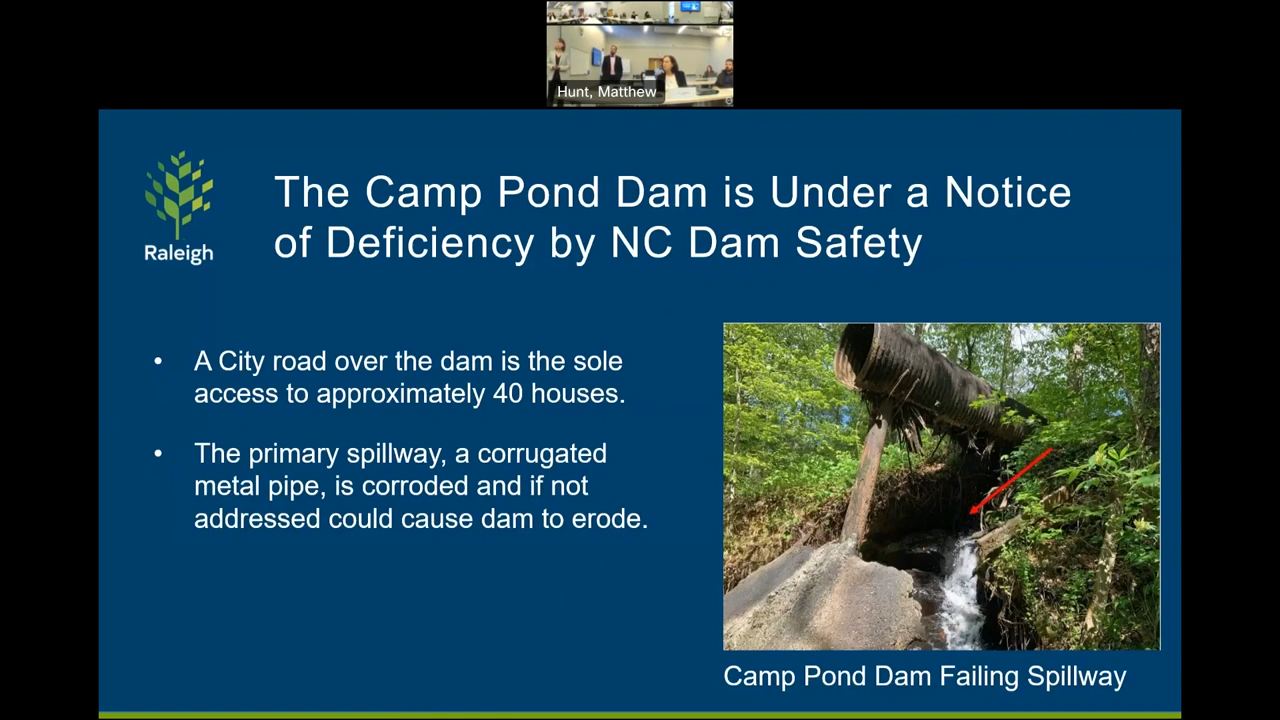 Hunt, Matthew
Raleigh
The Camp Pond Dam is Under a Notice
of Deficiency by NC Dam Safety
• A City road over the dam is the sole
access to approximately 40 houses.
• The primary spillway, a corrugated
metal pipe, is corroded and if not
addressed could cause dam to erode.
Camp Pond Dam Failing Spillway